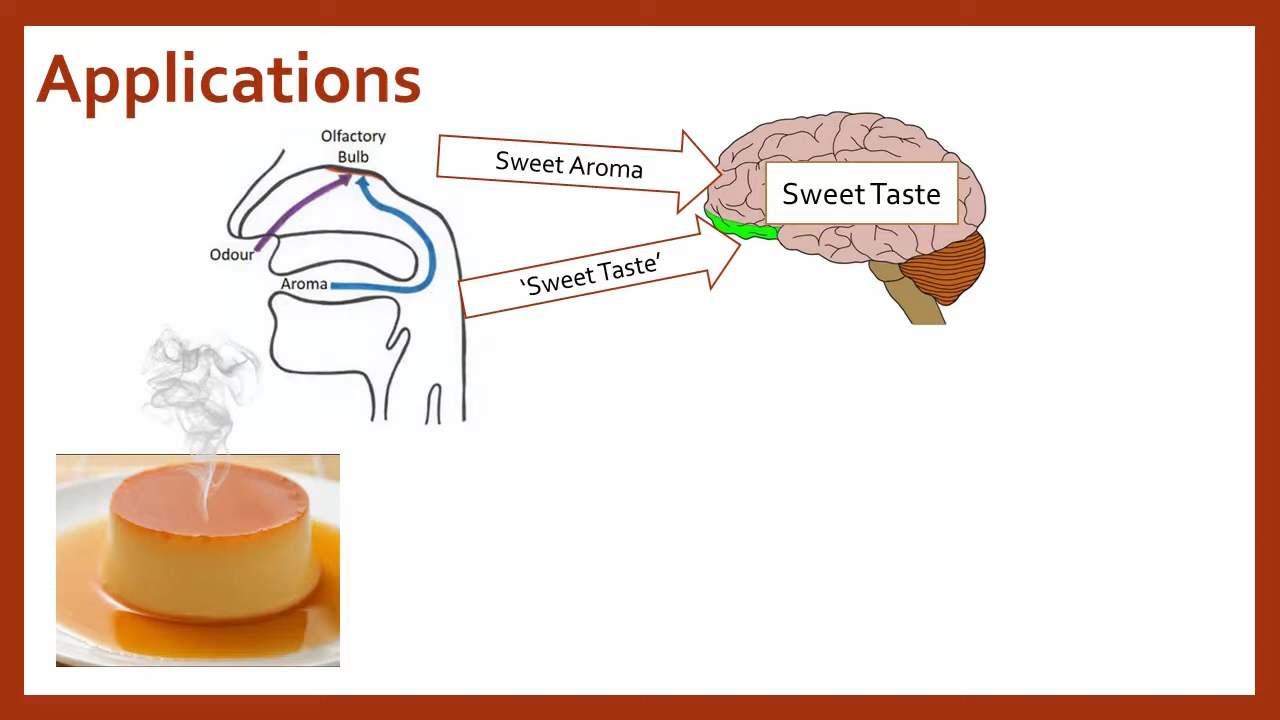 Applications
Olfactory
Bulb
Odour
Aroma
Sweet Aroma
‘Sweet Taste’
Sweet Taste